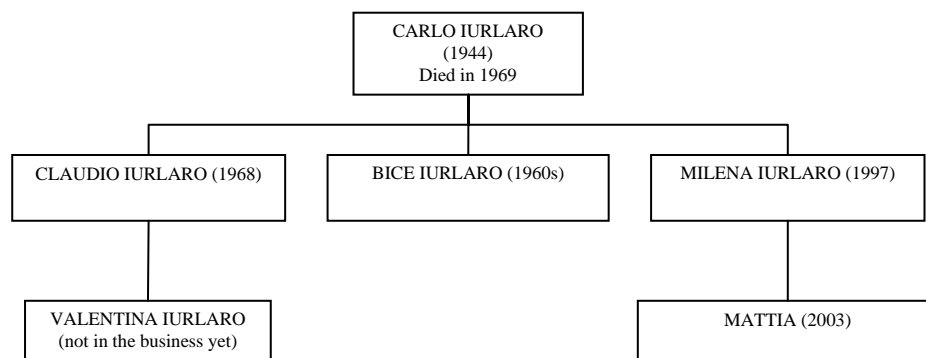 CARLO IURLARO
(1944)
Died in 1969
CLAUDIO IURLARO (1968)
BICE IURLARO (1960s)
MILENA IURLARO (1997)
VALENTINA IURLARO
(not in the business yet)
MATTIA (2003)